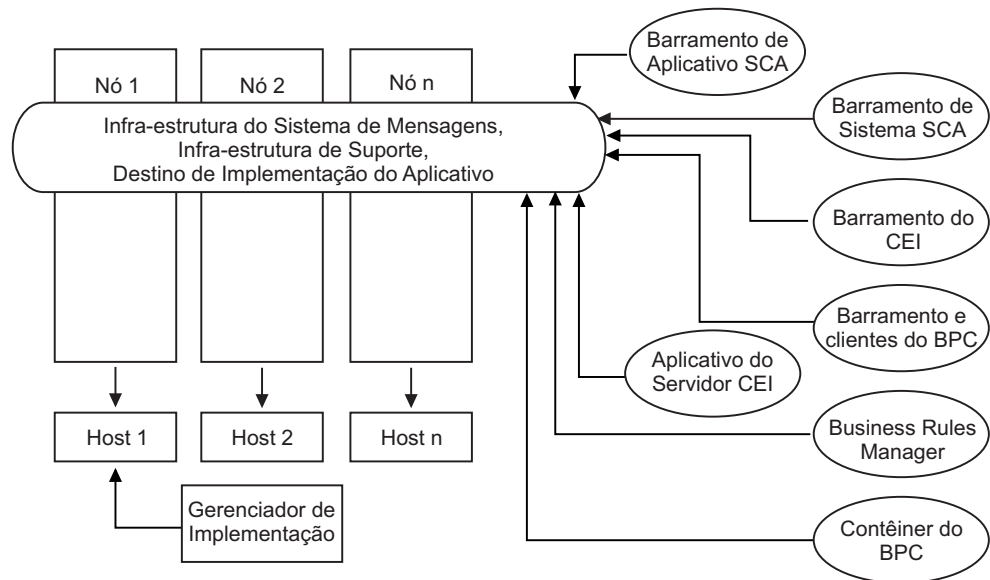 Nó 1
Nó 2
Nó n
Infra-estrutura do Sistema de Mensagens,
Infra-estrutura de Suporte,
Destino de Implementação do Aplicativo
Host 1
Host 2
Host n
Gerenciador de
Implementação
Barramento de
Aplicativo SCA
Barramento de
Sistema SCA
Barramento do
CEI
Barramento e
clientes do BPC
Aplicativo do
Servidor CEI
Business Rules
Manager
Contêiner do
BPC